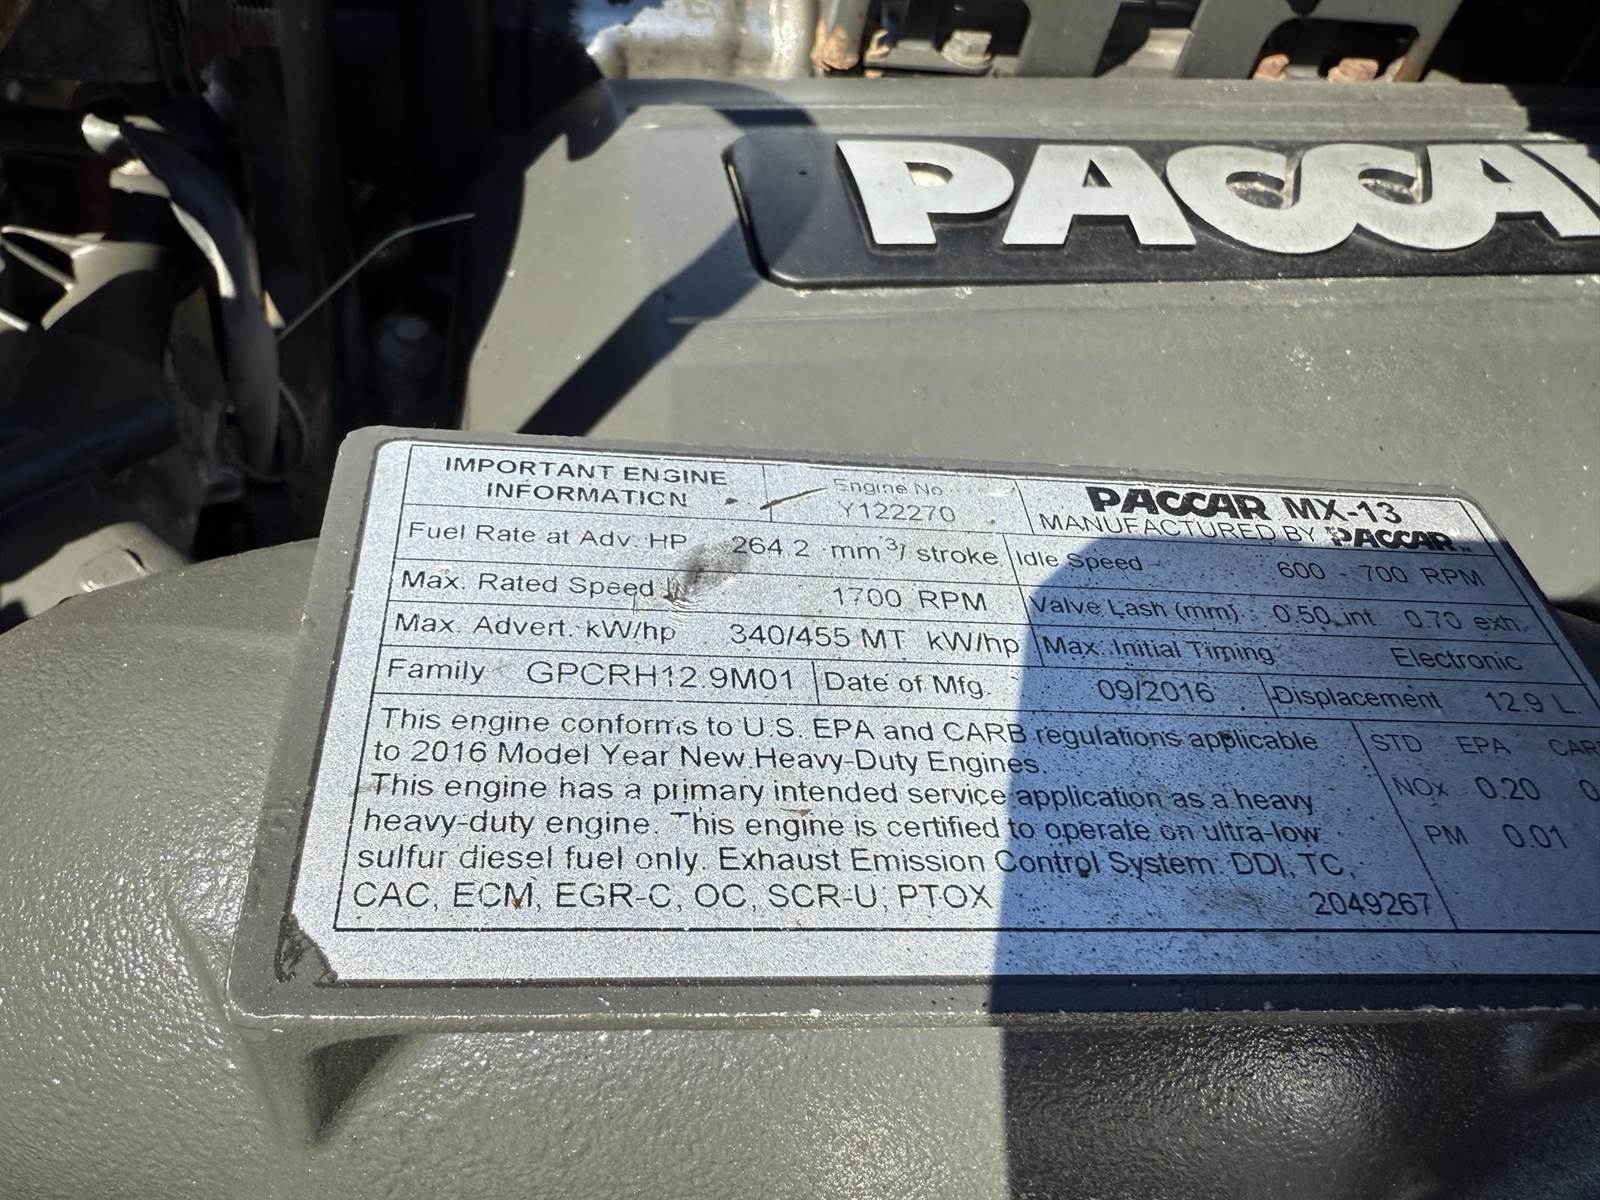 PACCAR
IMPORTANT ENGINE
INFORMATION
Engine No.
Y122270
PACCAR MX-13
MANUFACTURED BY PACCAR
Fuel Rate at Adv. HP 264.2 mm3/ stroke
Idle Speed 600 - 700 RPM
Max. Rated Speed 1700 RPM
Valve Lash (mm) 0.50 int 0.70 exh.
Max. Advert. kW/hp 340/455 MT kW/hp
Max. Initial Timing Electronic
Family GPCRH12.9M01
Date of Mfg. 09/2016
Displacement 12.9 L.
This engine conforms to U.S. EPA and CARB regulations applicable
to 2016 Model Year New Heavy-Duty Engines.
This engine has a primary intended service application as a heavy
heavy-duty engine. This engine is certified to operate on ultra-low
sulfur diesel fuel only. Exhaust Emission Control System: DDI, TC,
CAC, ECM, EGR-C, OC, SCR-U, PTOX
2049267
STD EPA
NOx 0.20
PM 0.01